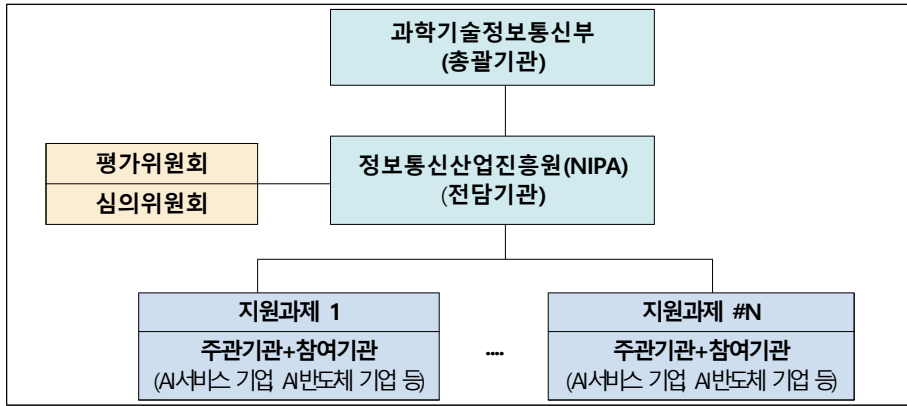 과학기술정보통신부
(총괄기관)
평가위원회
심의위원회
정보통신산업진흥원(NIPA)
(전담기관)
지원과제 1
주관기관+참여기관
(AI서비스 기업, AI반도체 기업 등)
....
지원과제 #N
주관기관+참여기관
(AI서비스 기업, AI반도체 기업 등)